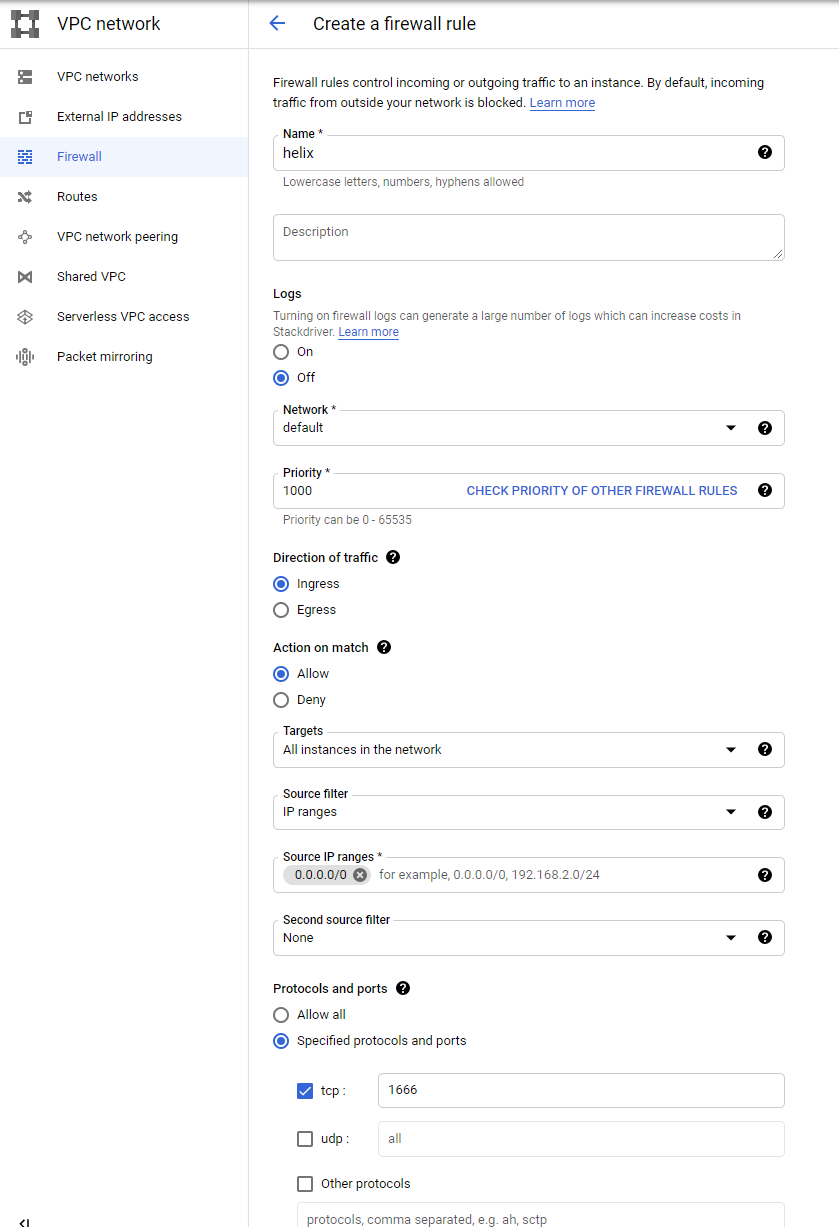 VPC network
Create a firewall rule
VPC networks
External IP addresses
Firewall
Routes
VPC network peering
Shared VPC
Serverless VPC access
Packet mirroring
Firewall rules control incoming or outgoing traffic to an instance. By default, incoming
traffic from outside your network is blocked. Learn more
Name *
helix
Lowercase letters, numbers, hyphens allowed
Description
Logs
Turning on firewall logs can generate a large number of logs which can increase costs in
Stackdriver. Learn more
On
Off
Network *
default
Priority *
1000 CHECK PRIORITY OF OTHER FIREWALL RULES
Priority can be 0 - 65535
Direction of traffic
Ingress
Egress
Action on match
Allow
Deny
Targets
All instances in the network
Source filter
IP ranges
Source IP ranges *
0.0.0.0/0 for example, 0.0.0.0/0, 192.168.2.0/24
Second source filter
None
Protocols and ports
Allow all
Specified protocols and ports
tcp : 1666
udp : all
Other protocols
protocols, comma separated, e.g. ah, sctp